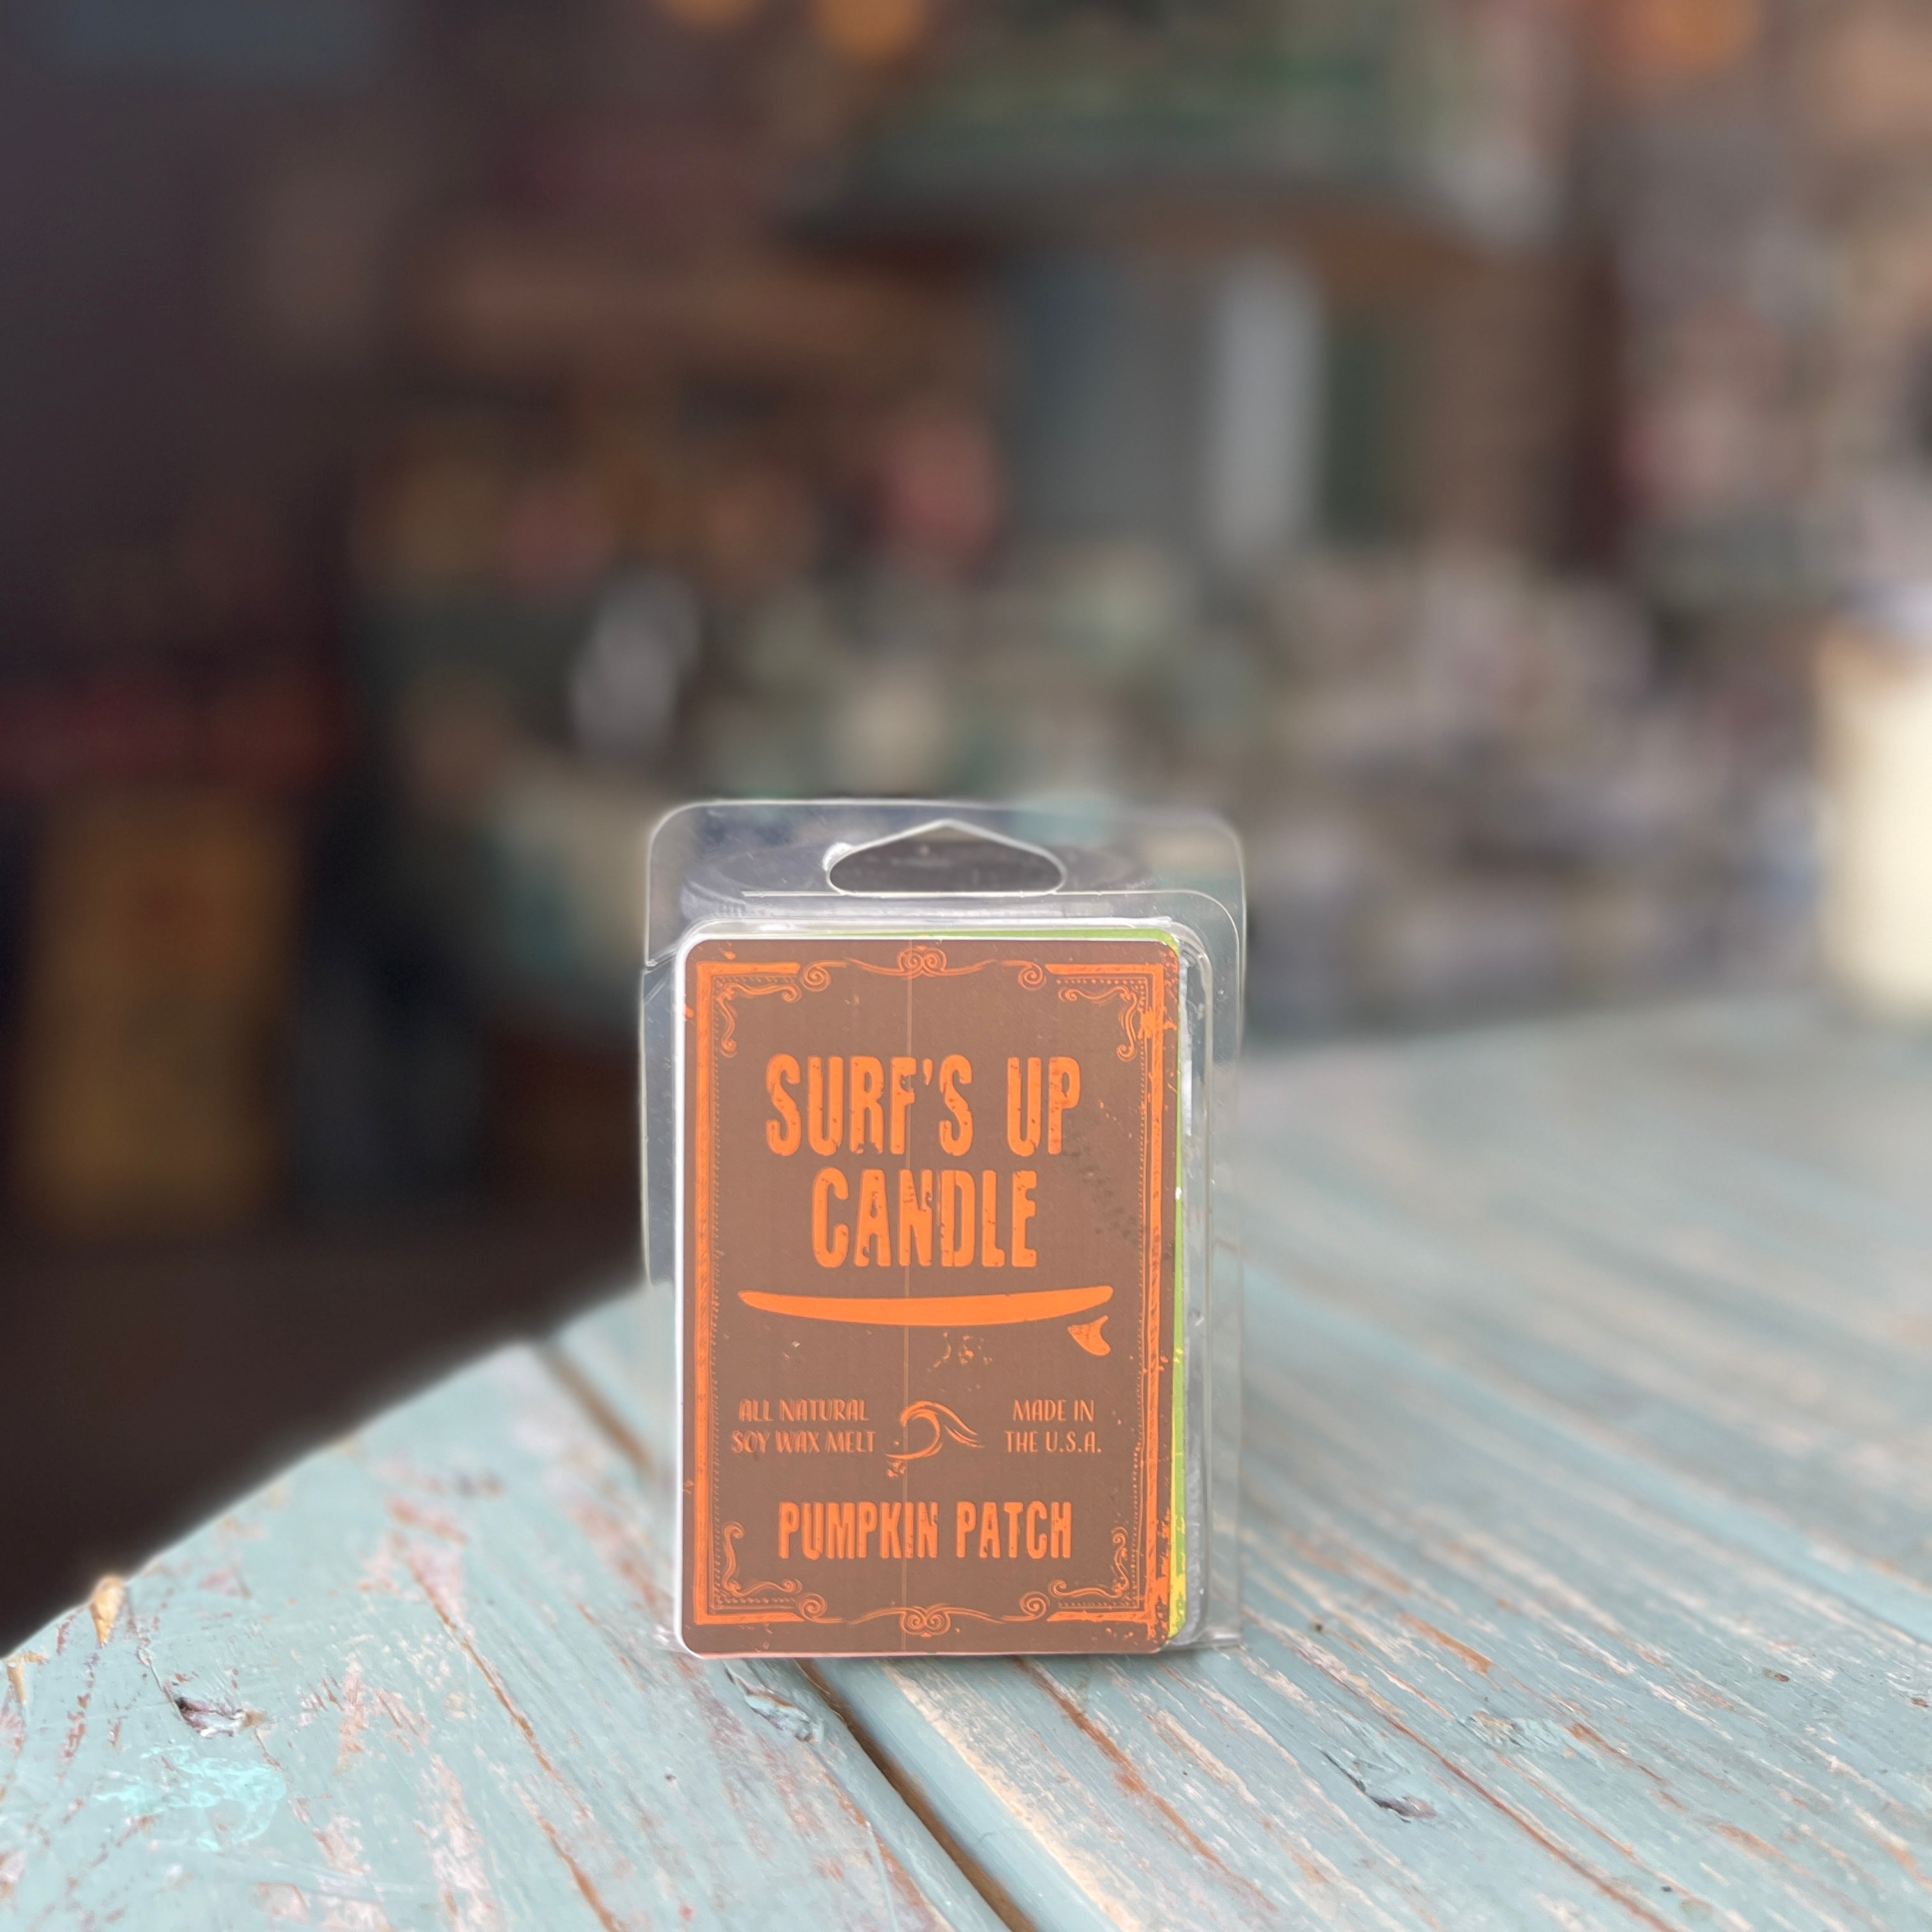 SURF'S UP
CANDLE
ALL NATURAL
SOY WAX MELT
MADE IN
THE U.S.A.
PUMPKIN PATCH